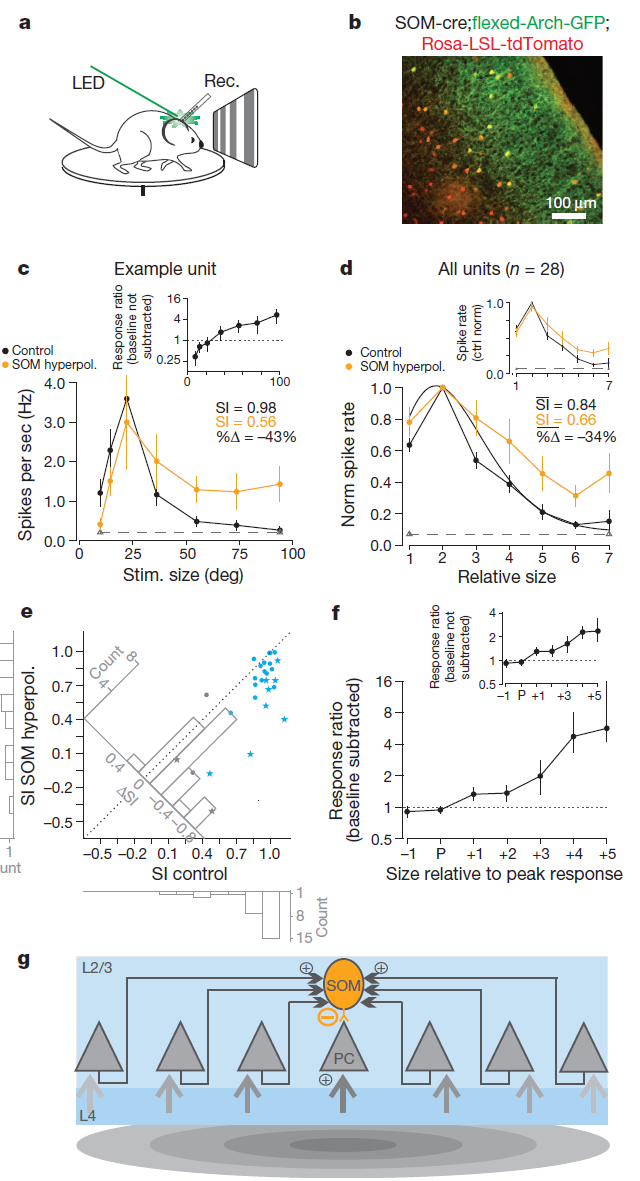 a
LED
Rec.
b
SOM-cre;flexed-Arch-GFP;
Rosa-LSL-tdTomato
100 μm
c
Example unit
Response ratio
(baseline not
subtracted)
16
4
1
0.25
0
100
Control
SOM hyperpol.
SI = 0.98
SI = 0.56
%Δ = –43%
Spikes per sec (Hz)
4.0
3.0
2.0
1.0
0.0
0
25
50
75
100
Stim. size (deg)
d
All units (n = 28)
Spike rate
(ctrl norm)
1.0
0.0
1
7
Control
SOM hyperpol.
SI = 0.84
SI = 0.66
%Δ = –34%
Norm spike rate
1.0
0.8
0.6
0.4
0.2
0.0
1 2 3 4 5 6 7
Relative size
e
SI SOM hyperpol.
1.0
0.7
0.4
0.1
–0.2
–0.5
Count
4
8
0.4
0
–0.4
–0.8
ΔSI
–0.5 –0.2 0.1 0.4 0.7 1.0
SI control
1
8
15
Count
1
unt
f
Response ratio
(baseline not
subtracted)
4
2
1
0.5
–1 P +1 +3 +5
Response ratio
(baseline subtracted)
16
8
4
2
1
0.5
–1 P +1 +2 +3 +4 +5
Size relative to peak response
g
L2/3
SOM
PC
L4